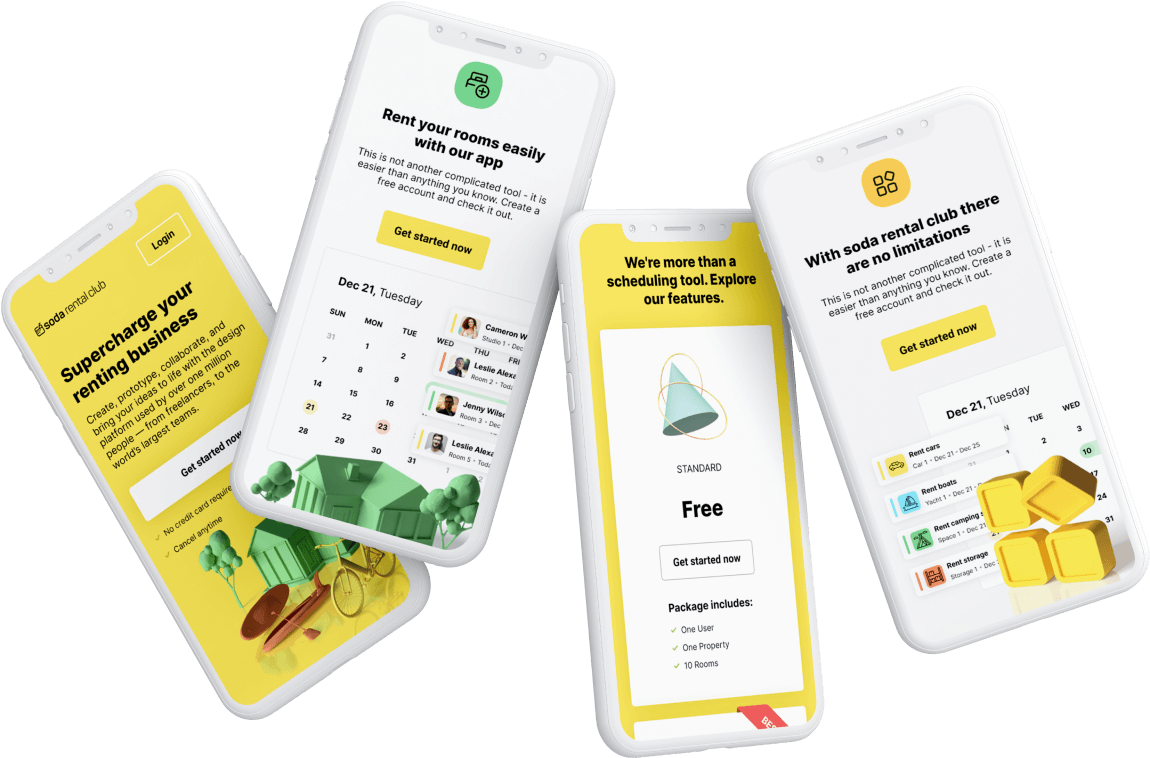 Login
soda rental club
Supercharge your
renting business
Create, prototype, collaborate, and
bring your ideas to life with the design
platform used by over one million
people — from freelancers, to the
world's largest teams.
Get started now
No credit card require
Cancel anytime
Rent your rooms easily
with our app
This is not another complicated tool - it is
easier than anything you know. Create a
free account and check it out.
Get started now
Dec 21, Tuesday
SUN MON TUE WED THU FRI
31 1 2
7 8 9
14 15 16
21 22 23
28 29 30 31 1 2
Cameron W
Studio 1 • Dec
Leslie Alexa
Room 2 • Toda
Jenny Wilso
Room 3 • Dec
Leslie Alexa
Room 5 • Toda
We're more than a
scheduling tool. Explore
our features.
STANDARD
Free
Get started now
Package includes:
One User
One Property
10 Rooms
BES
With soda rental club there
are no limitations
This is not another complicated tool - it is
easier than anything you know. Create a
free account and check it out.
Get started now
Dec 21, Tuesday
N TUE WED
2 3
10
17
24
31
Rent cars
Car 1 • Dec 21 - Dec 25
Rent boats
Yacht 1 • Dec 21 -
Rent camping s
Space 1 • Dec 21
Rent storage
Storage 1 • Dec